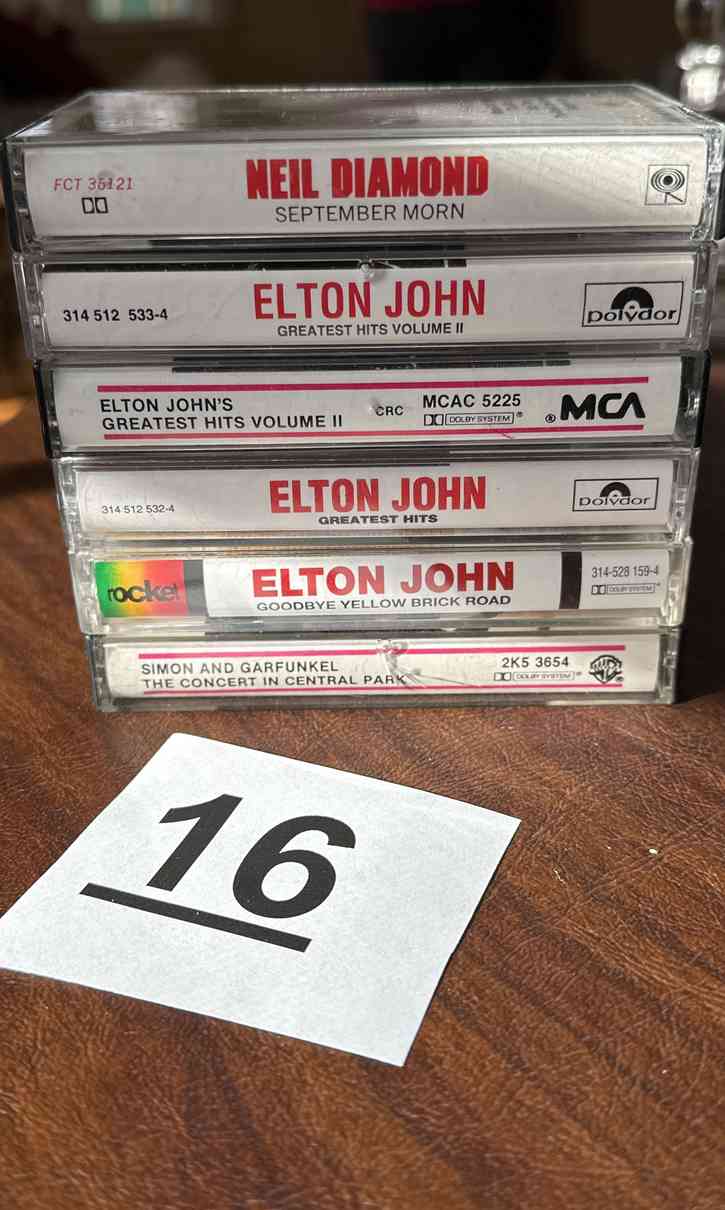 FCT 36121
NEIL DIAMOND
SEPTEMBER MORN
314 512 533-4
ELTON JOHN
GREATEST HITS VOLUME II
polydor
ELTON JOHN'S
GREATEST HITS VOLUME II
CRC
MCAC 5225
DOLBY SYSTEM®
® MCA
314 512 532-4
ELTON JOHN
GREATEST HITS
polydor
rocket
ELTON JOHN
GOODBYE YELLOW BRICK ROAD
314-528 159-4
DOLBY SYSTEM
SIMON AND GARFUNKEL
THE CONCERT IN CENTRAL PARK
2K5 3654
DOLBY SYSTEM®
16